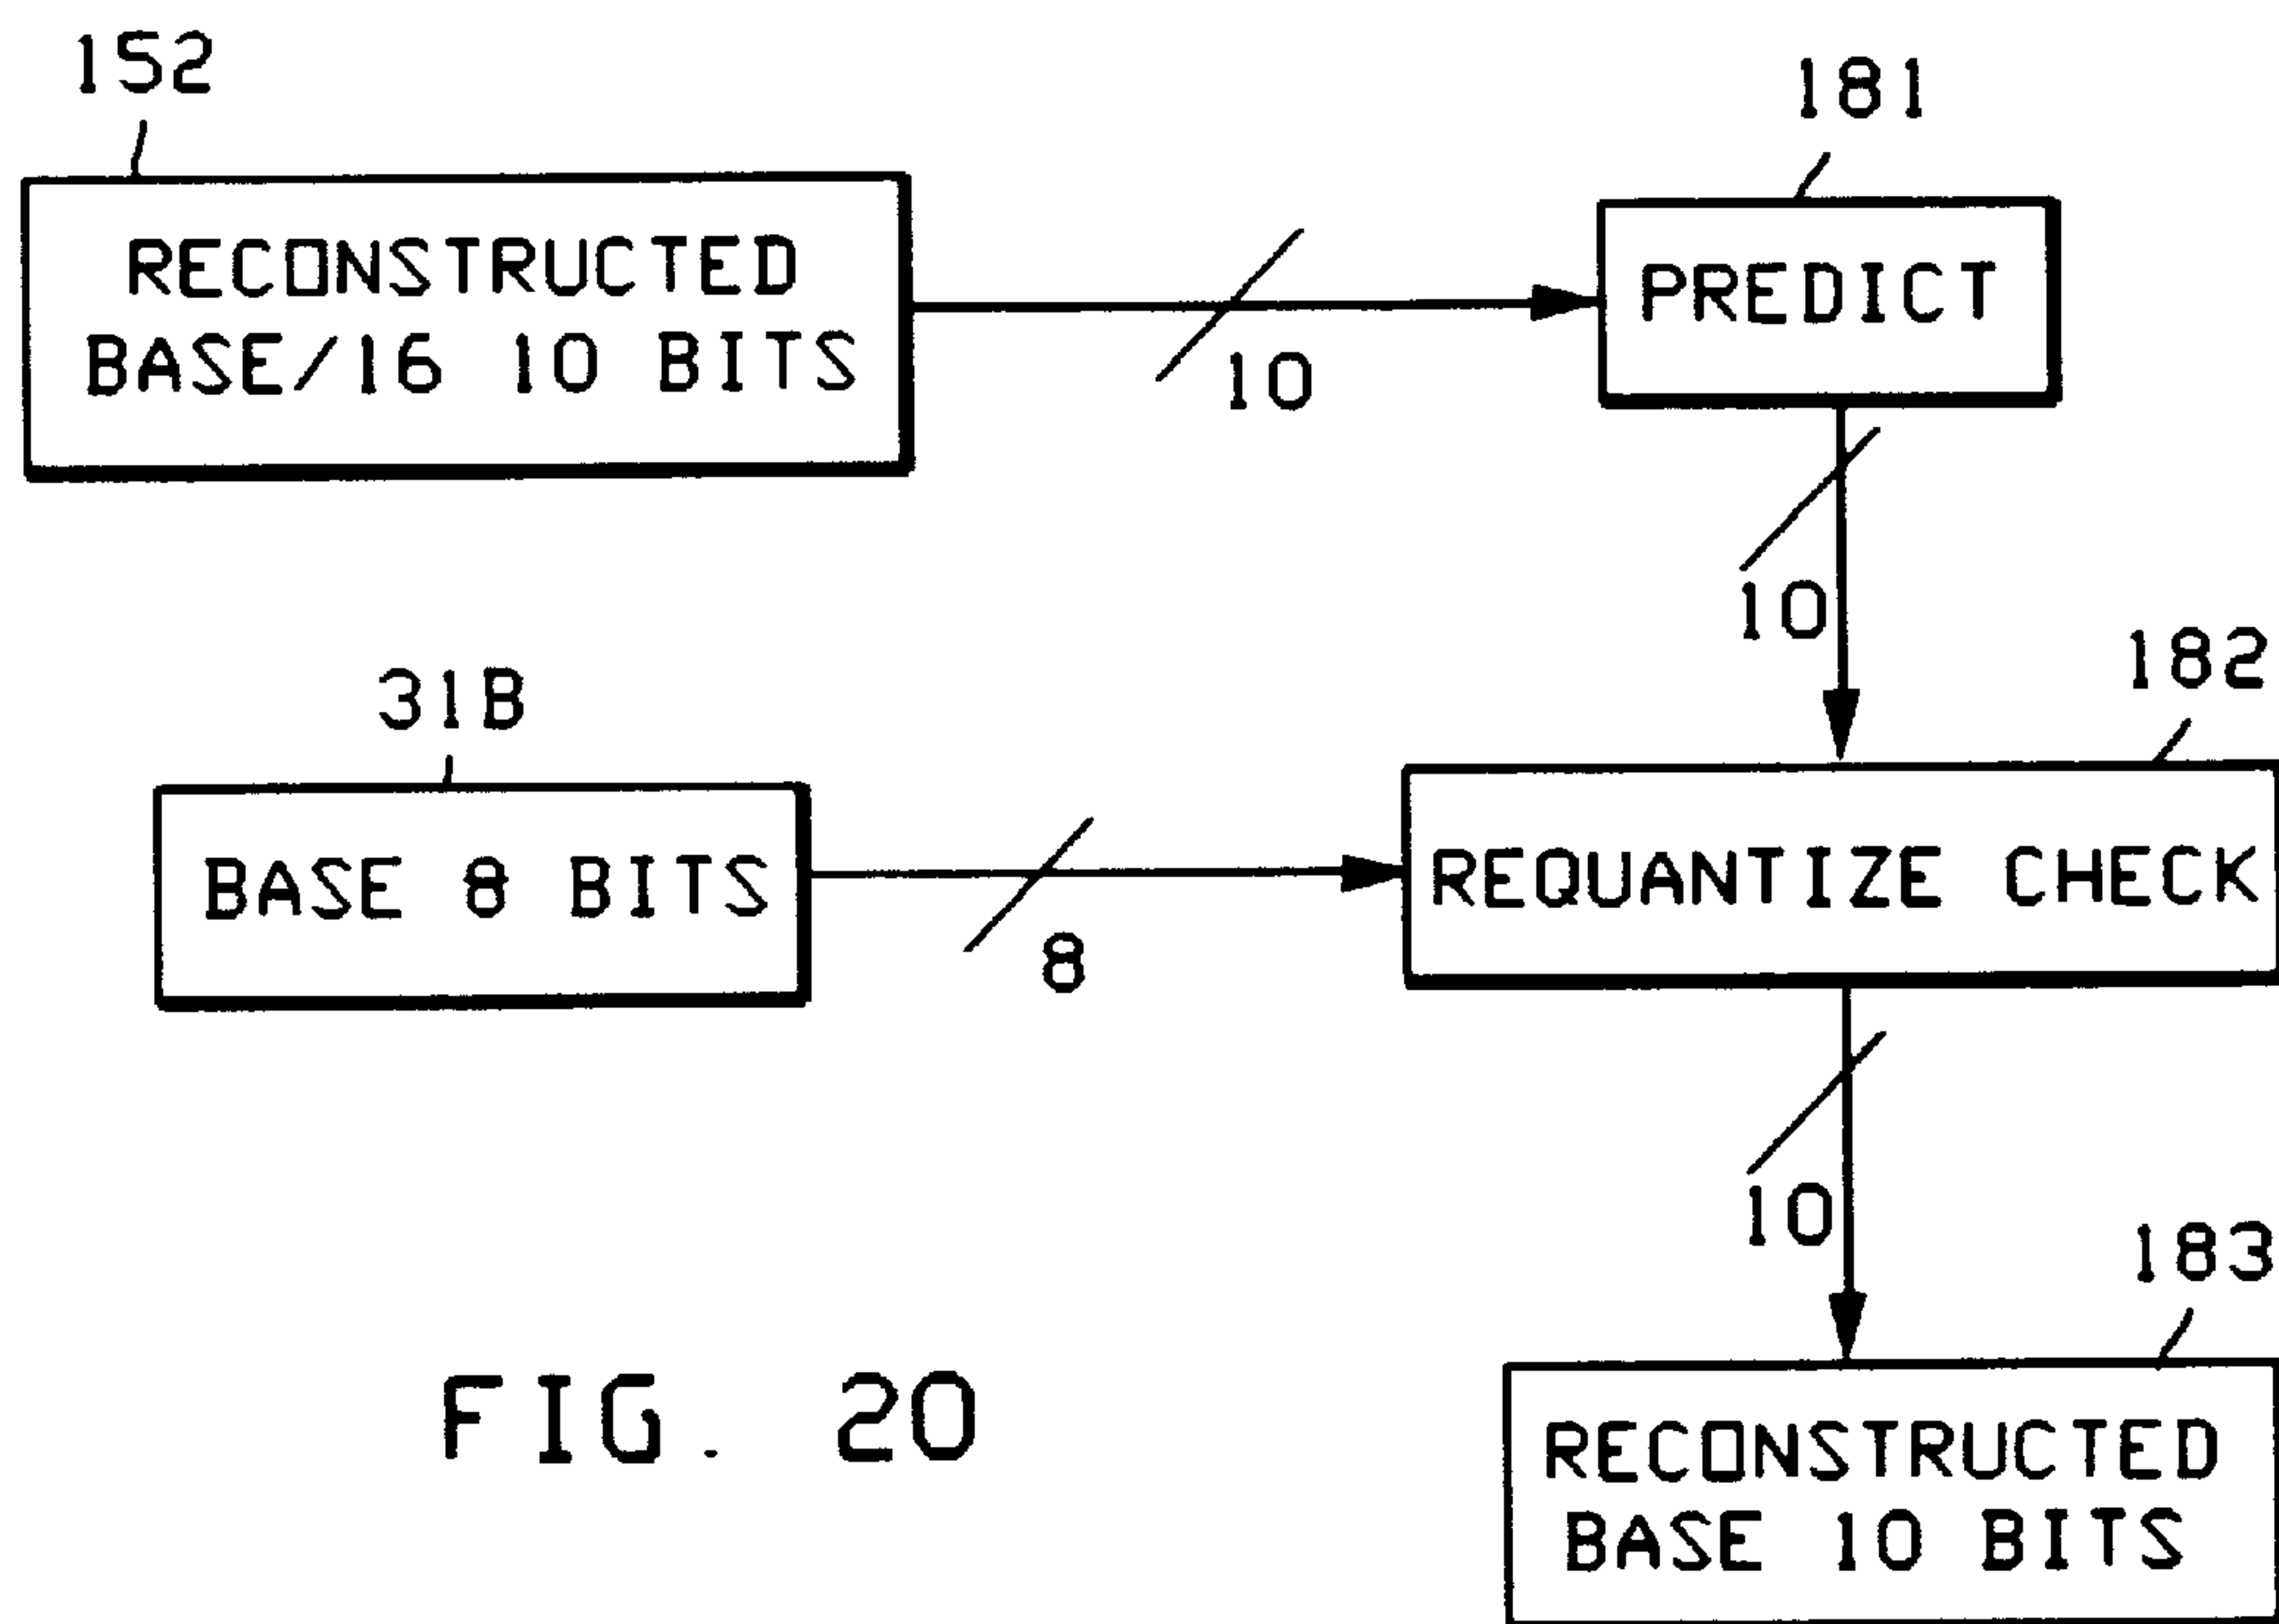 152
RECONSTRUCTED
BASE/16 10 BITS
10
181
PREDICT
10
31B
BASE 8 BITS
8
182
REQUANTIZE CHECK
10
183
RECONSTRUCTED
BASE 10 BITS
FIG. 20